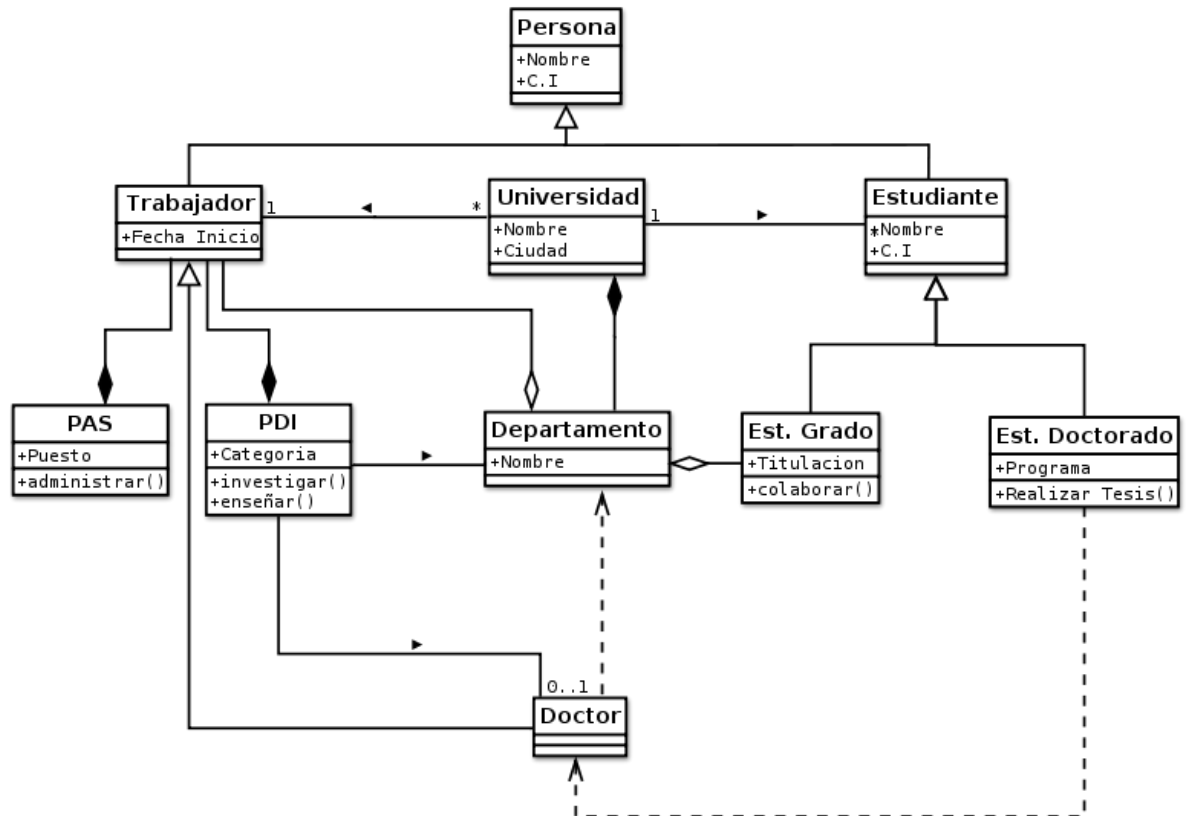 Persona
+Nombre
+C.I
Trabajador
+Fecha Inicio
1
*
Universidad
+Nombre
+Ciudad
1
Estudiante
*
+Nombre
+C.I
PAS
+Puesto
+administrar()
PDI
+Categoria
+investigar()
+enseñar()
Departamento
+Nombre
Est. Grado
+Titulacion
+colaborar()
Est. Doctorado
+Programa
+Realizar Tesis()
0..1
Doctor